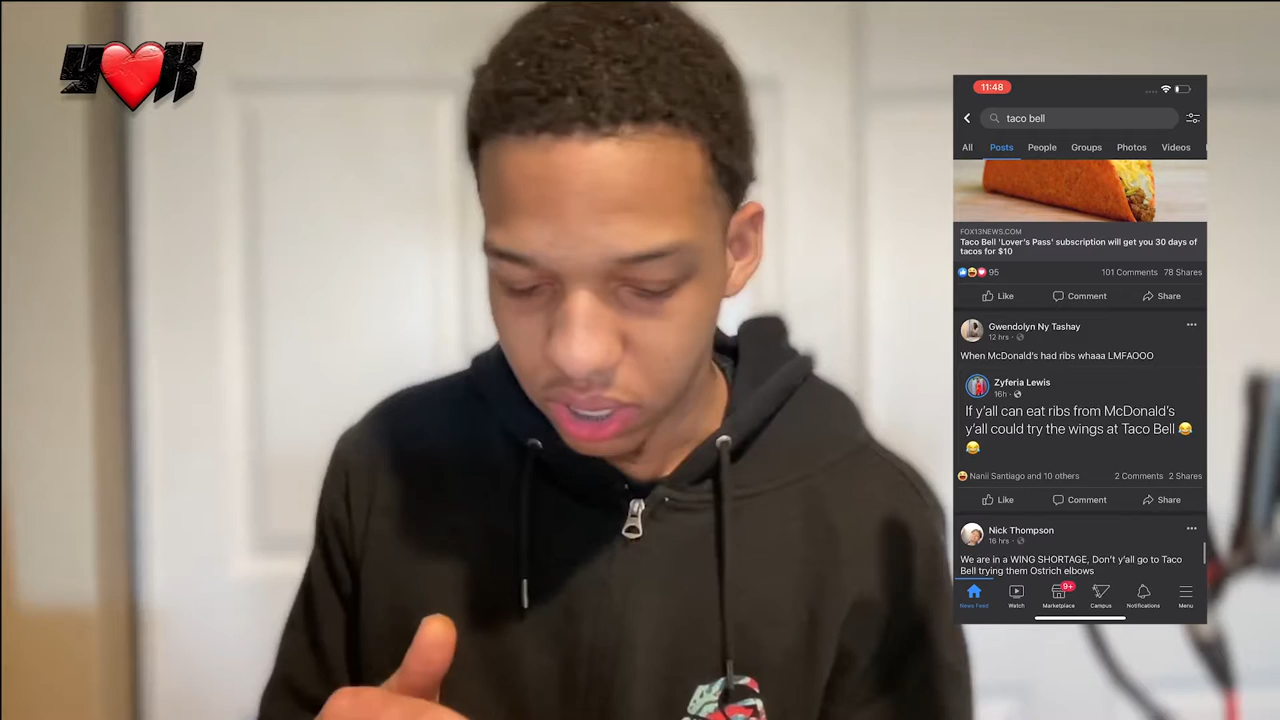 Y❤️K
11:48
taco bell
All Posts People Groups Photos Videos
FOX13NEWS.COM
Taco Bell 'Lover's Pass' subscription will get you 30 days of
tacos for $10
95 101 Comments 78 Shares
Like Comment Share
Gwendolyn Ny Tashay
12 hrs ·
When McDonald's had ribs whaaa LMFAOOO
Zyferia Lewis
16h ·
If y'all can eat ribs from McDonald's
y'all could try the wings at Taco Bell 😂
😂
Nanii Santiago and 10 others 2 Comments 2 Shares
Like Comment Share
Nick Thompson
16 hrs ·
We are in a WING SHORTAGE, Don't y'all go to Taco
Bell trying them Ostrich elbows
9+
News Feed Watch Marketplace Campus Notifications Menu